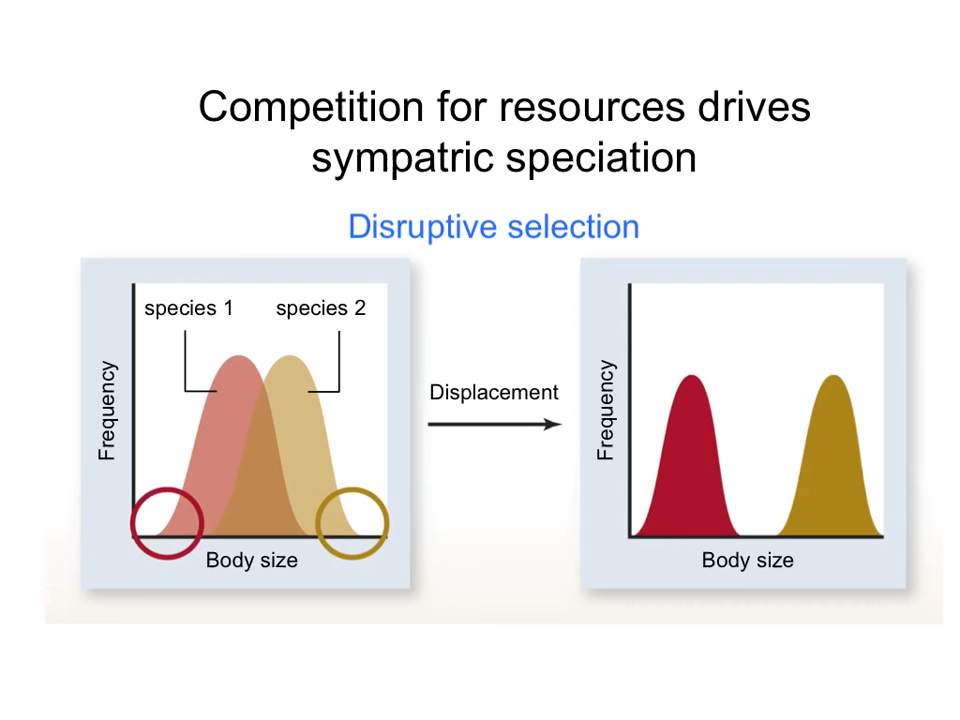 Competition for resources drives
sympatric speciation
Disruptive selection
species 1
species 2
Frequency
Body size
Displacement
Frequency
Body size